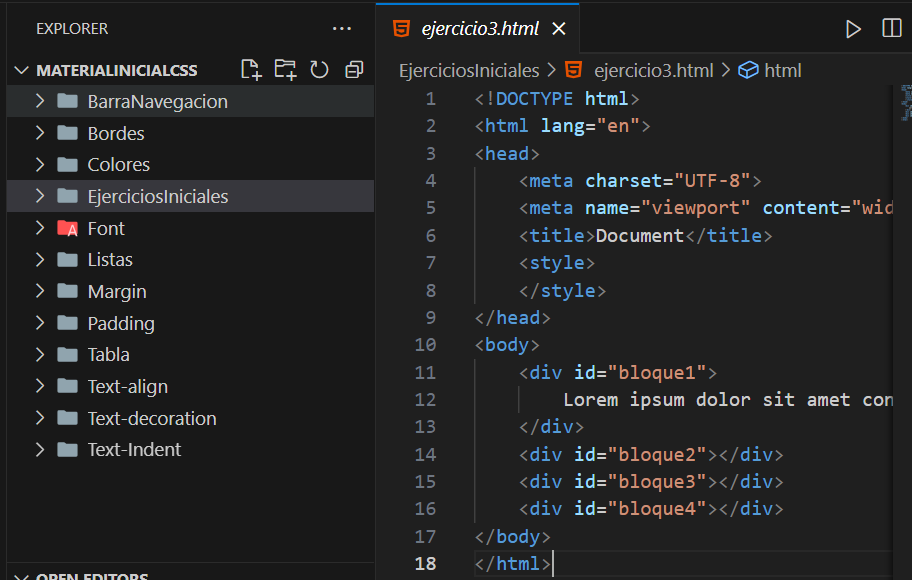 EXPLORER ...
MATERIALINICIALCSS
BarraNavegacion
Bordes
Colores
EjerciciosIniciales
Font
Listas
Margin
Padding
Tabla
Text-align
Text-decoration
Text-Indent
OPEN EDITORS
ejercicio3.html
EjerciciosIniciales > ejercicio3.html > html
1 <!DOCTYPE html>
2 <html lang="en">
3 <head>
4 <meta charset="UTF-8">
5 <meta name="viewport" content="wid
6 <title>Document</title>
7 <style>
8 </style>
9 </head>
10 <body>
11 <div id="bloque1">
12 Lorem ipsum dolor sit amet con
13 </div>
14 <div id="bloque2"></div>
15 <div id="bloque3"></div>
16 <div id="bloque4"></div>
17 </body>
18 </html>